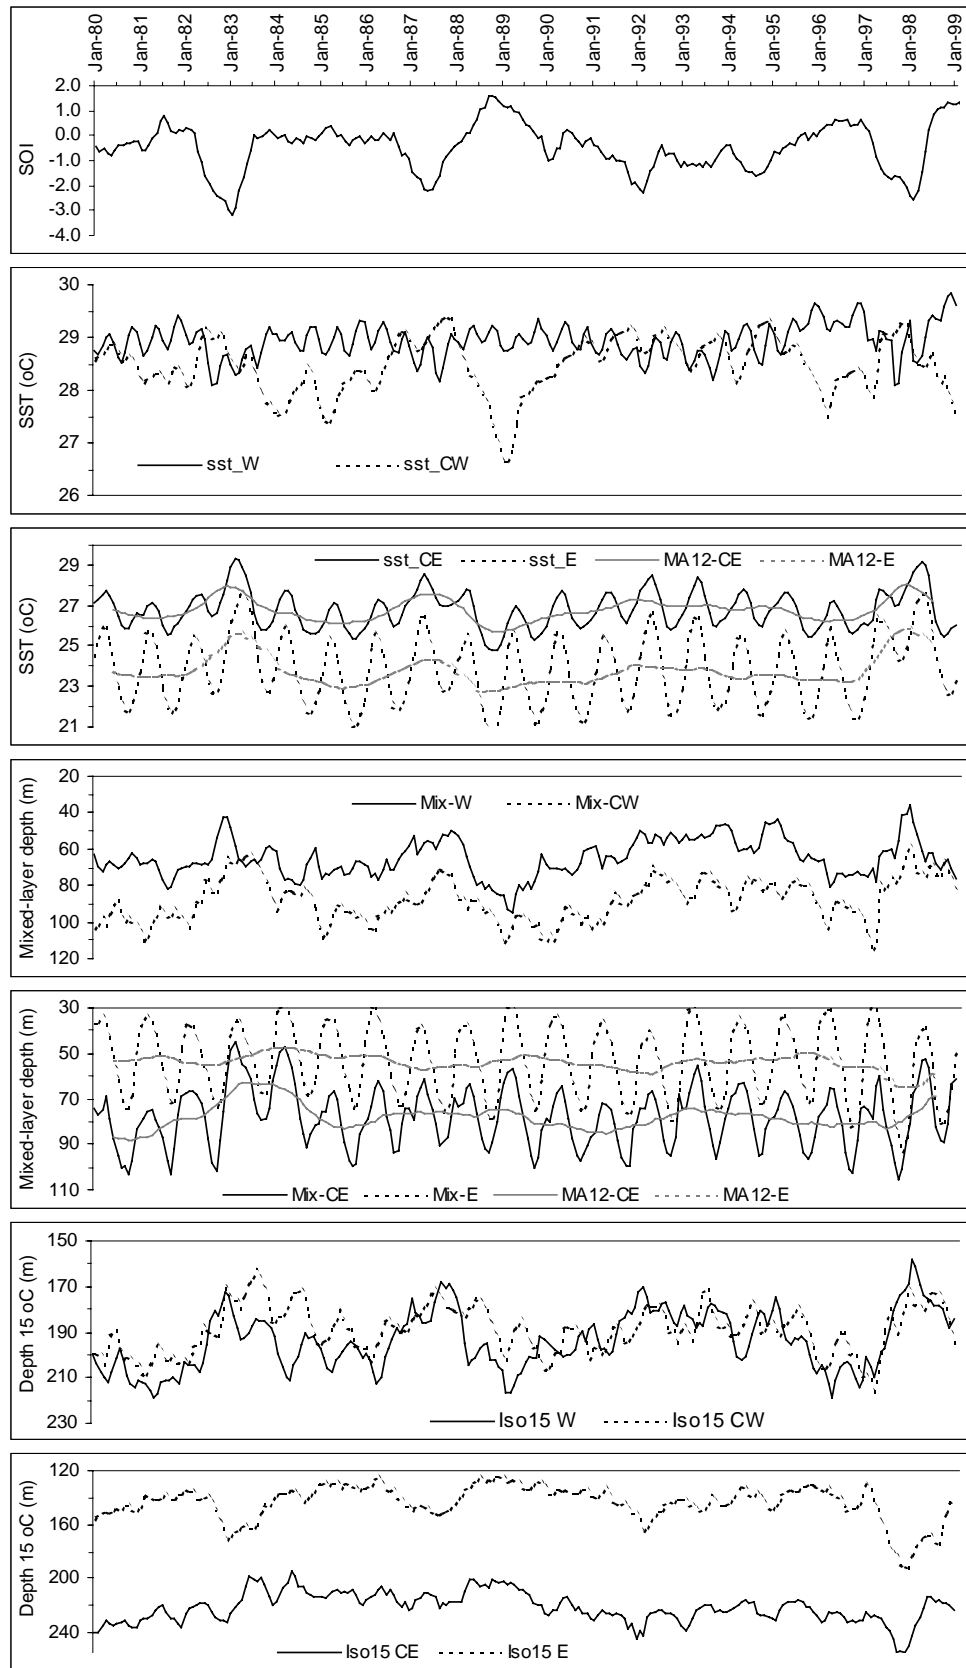 Jan-80 Jan-81 Jan-82 Jan-83 Jan-84 Jan-85 Jan-86 Jan-87 Jan-88 Jan-89 Jan-90 Jan-91 Jan-92 Jan-93 Jan-94 Jan-95 Jan-96 Jan-97 Jan-98 Jan-99
SOI
2.0
1.0
0.0
-1.0
-2.0
-3.0
-4.0
SST (oC)
30
29
28
27
26
sst_W sst_CW
SST (oC)
sst_CE sst_E MA12-CE MA12-E
29
27
25
23
21
Mixed-layer depth (m)
20
40
60
80
100
120
Mix-W Mix-CW
Mixed-layer depth (m)
30
50
70
90
110
Mix-CE Mix-E MA12-CE MA12-E
Depth 15 oC (m)
150
170
190
210
230
Iso15 W Iso15 CW
Depth 15 oC (m)
120
160
200
240
Iso15 CE Iso15 E